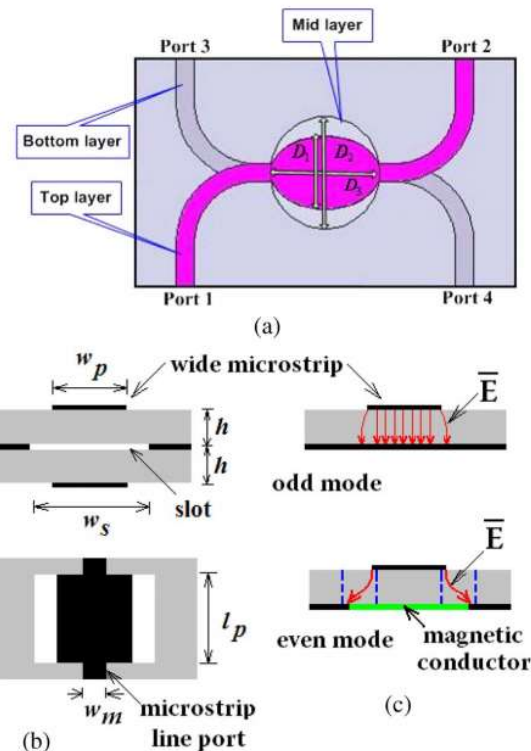 Port 3
Mid layer
Port 2
Bottom layer
D1 D2
D3
Top layer
Port 1
Port 4
(a)
wp
wide microstrip
E
h
h
slot
odd mode
ws
E
lp
even mode
magnetic
conductor
wm
microstrip
line port
(b)
(c)